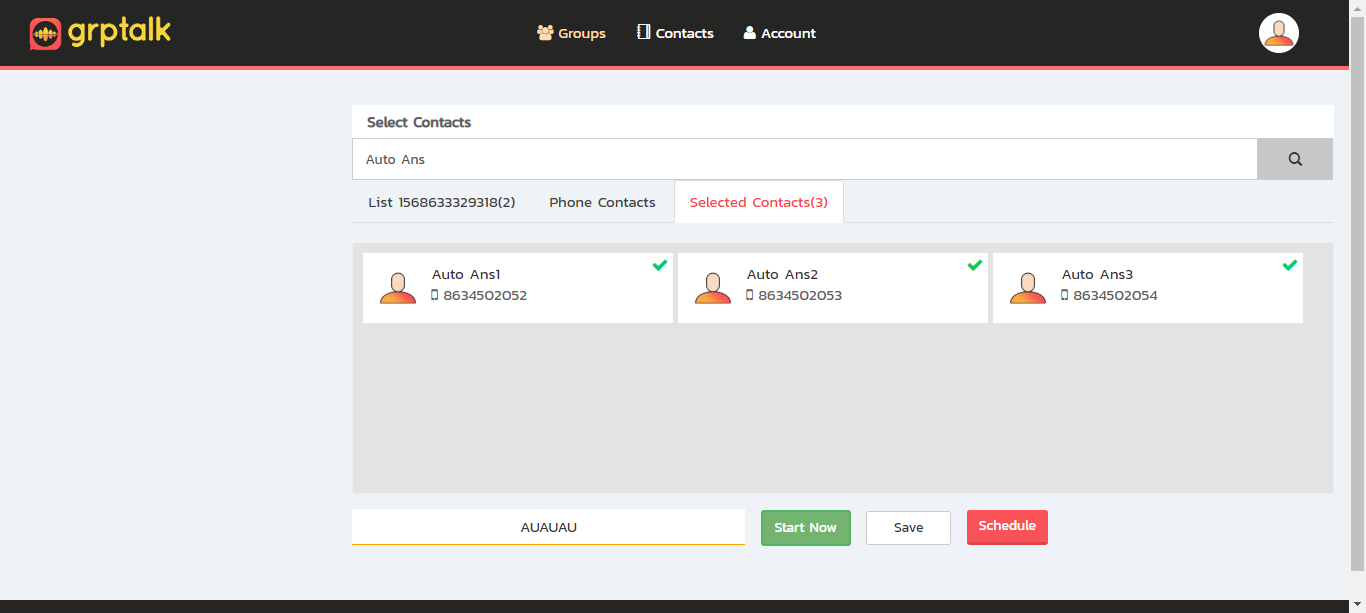 grptalk
Groups Contacts Account
Select Contacts
Auto Ans
List 1568633329318(2) Phone Contacts Selected Contacts(3)
Auto Ans1
8634502052
Auto Ans2
8634502053
Auto Ans3
8634502054
AUAUAU Start Now Save Schedule